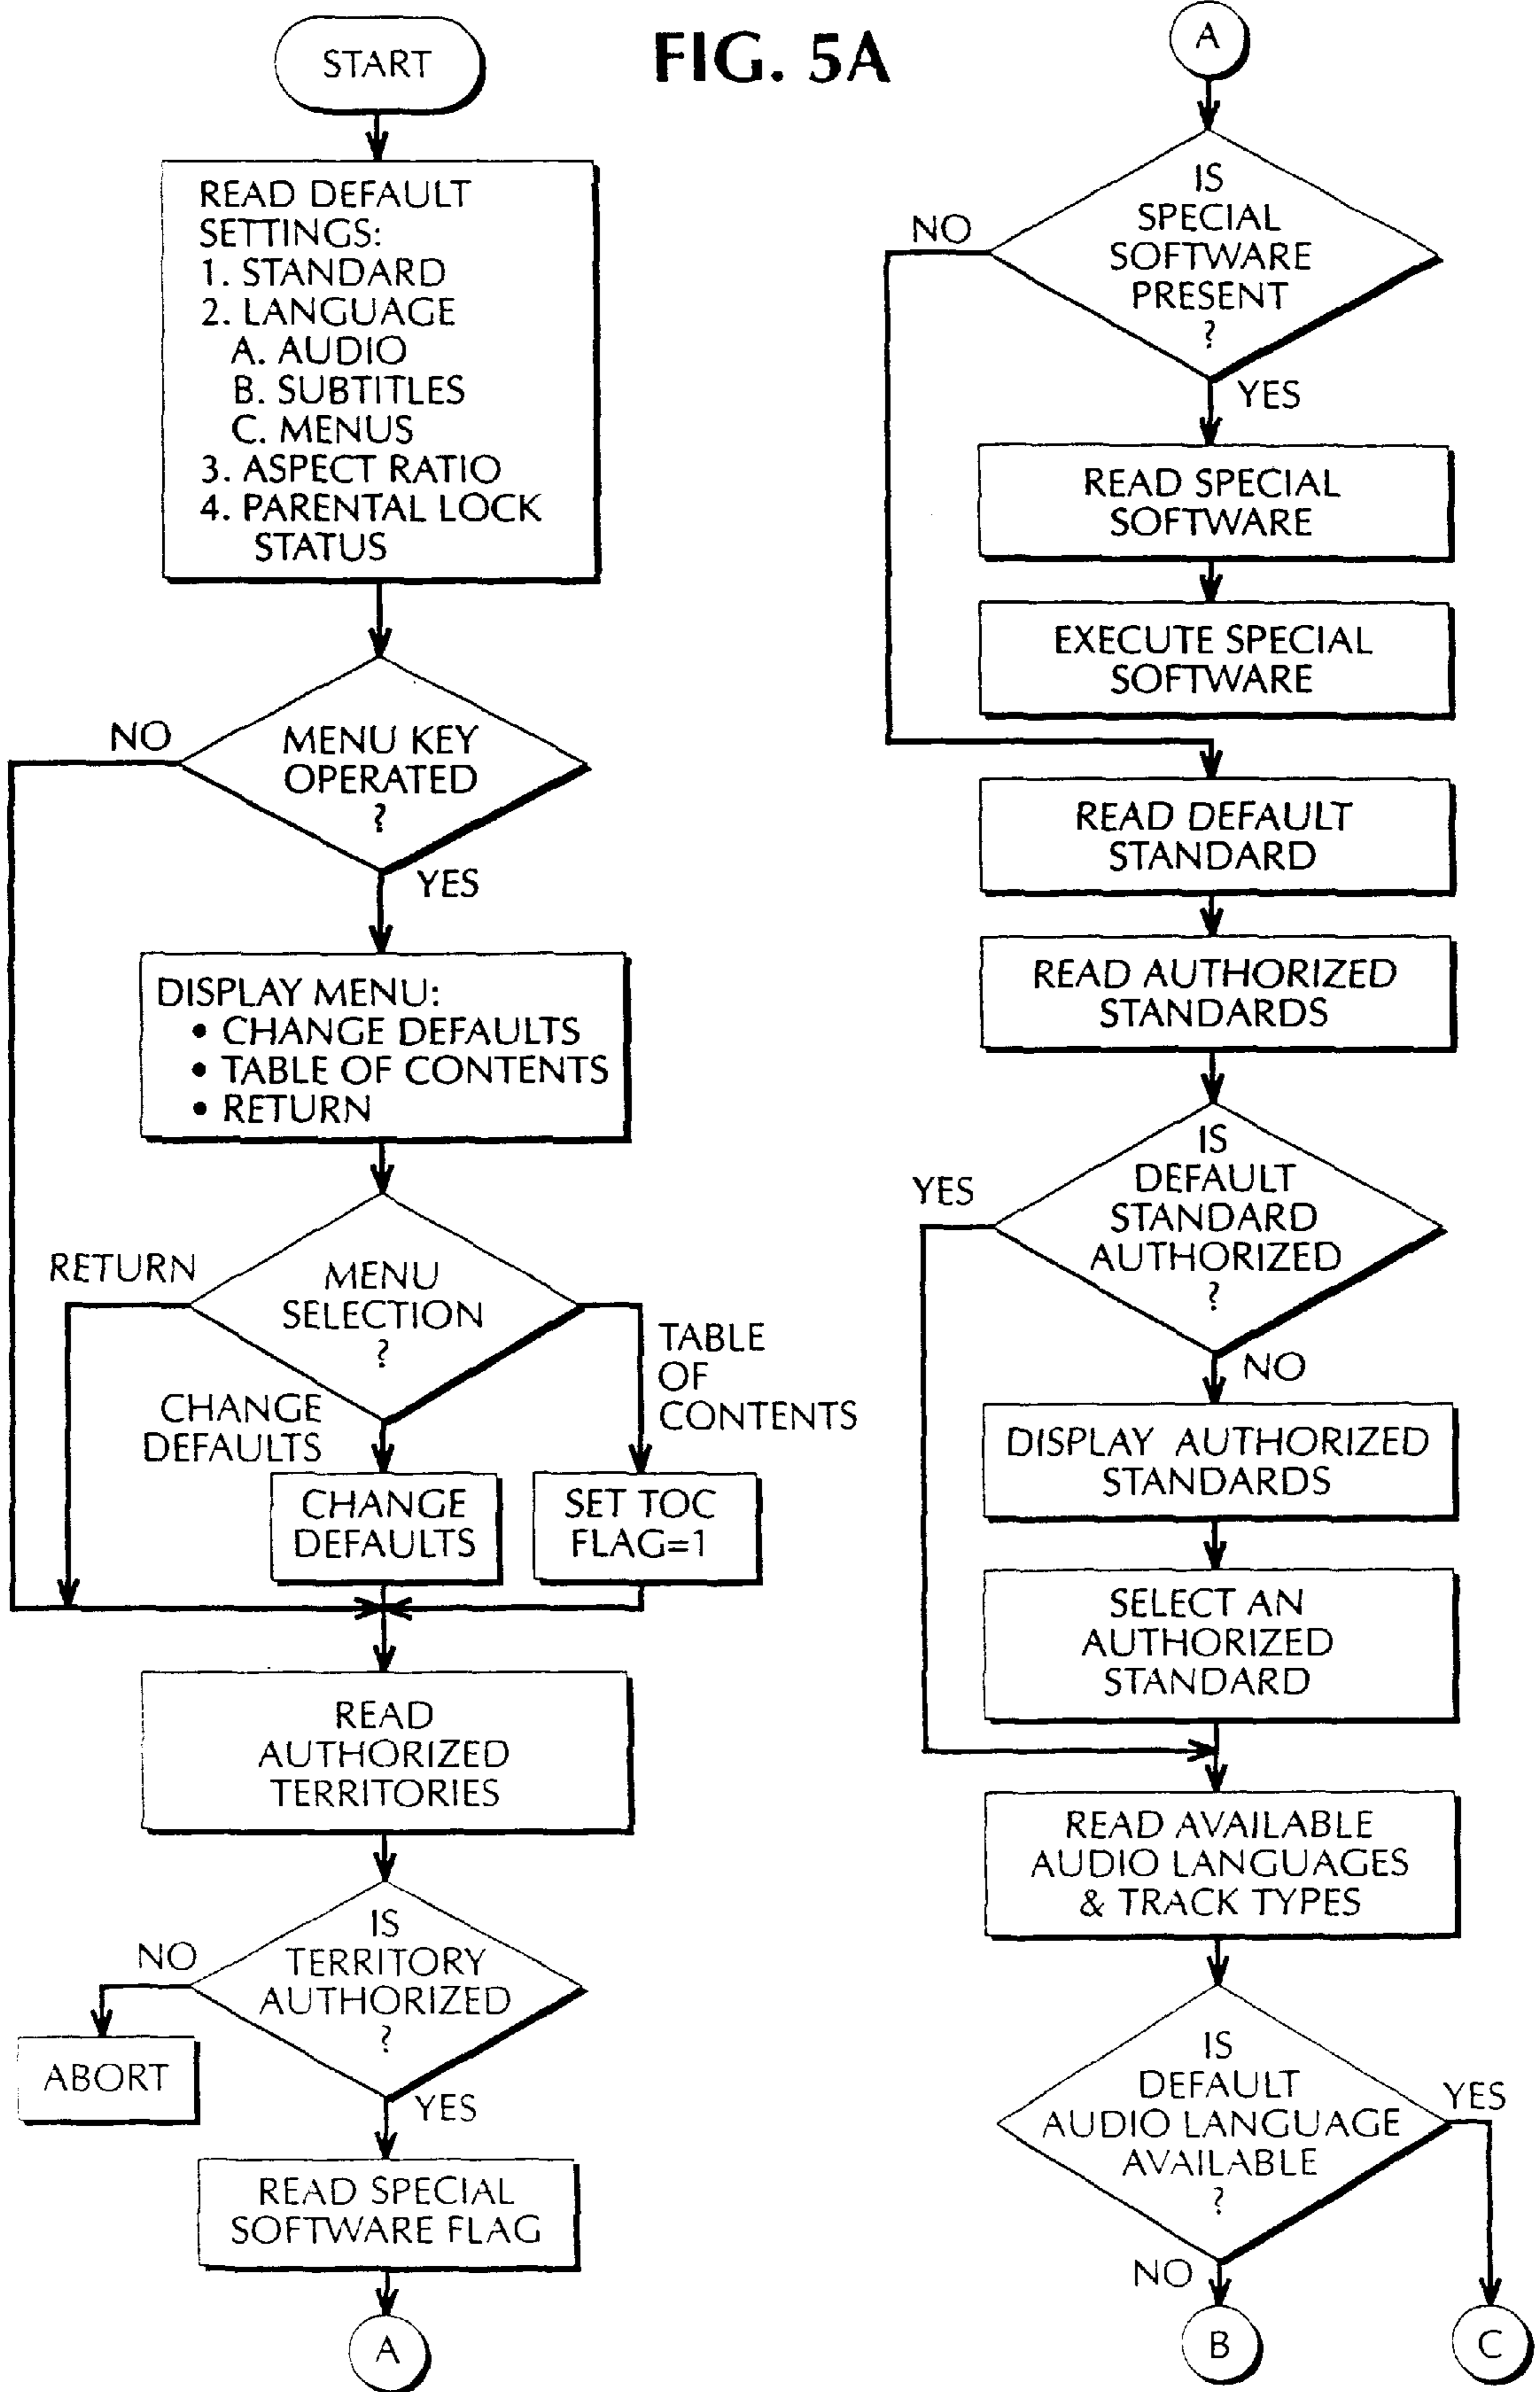 FIG. 5A
START
READ DEFAULT
SETTINGS:
1. STANDARD
2. LANGUAGE
A. AUDIO
B. SUBTITLES
C. MENUS
3. ASPECT RATIO
4. PARENTAL LOCK
STATUS
MENU KEY
OPERATED
?
NO
YES
DISPLAY MENU:
• CHANGE DEFAULTS
• TABLE OF CONTENTS
• RETURN
MENU
SELECTION
?
RETURN
CHANGE
DEFAULTS
TABLE
OF
CONTENTS
CHANGE
DEFAULTS
SET TOC
FLAG=1
READ
AUTHORIZED
TERRITORIES
IS
TERRITORY
AUTHORIZED
?
NO
ABORT
YES
READ SPECIAL
SOFTWARE FLAG
A
A
IS
SPECIAL
SOFTWARE
PRESENT
?
NO
YES
READ SPECIAL
SOFTWARE
EXECUTE SPECIAL
SOFTWARE
READ DEFAULT
STANDARD
READ AUTHORIZED
STANDARDS
IS
DEFAULT
STANDARD
AUTHORIZED
?
YES
NO
DISPLAY AUTHORIZED
STANDARDS
SELECT AN
AUTHORIZED
STANDARD
READ AVAILABLE
AUDIO LANGUAGES
& TRACK TYPES
IS
DEFAULT
AUDIO LANGUAGE
AVAILABLE
?
YES
NO
B
C